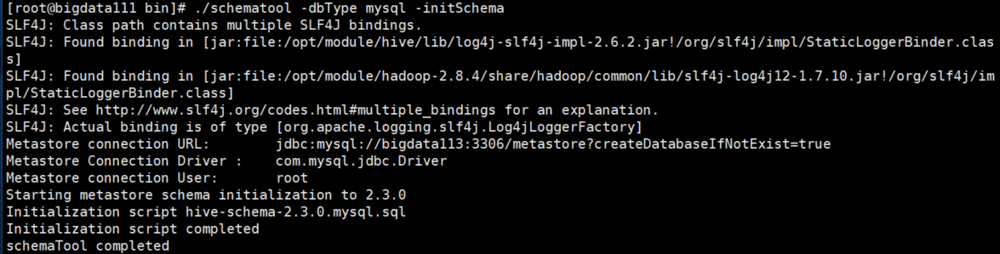 [root@bigdata111 bin]# ./schematool -dbType mysql -initSchema
SLF4J: Class path contains multiple SLF4J bindings.
SLF4J: Found binding in [jar:file:/opt/module/hive/lib/log4j-slf4j-impl-2.6.2.jar!/org/slf4j/impl/StaticLoggerBinder.clas
s]
SLF4J: Found binding in [jar:file:/opt/module/hadoop-2.8.4/share/hadoop/common/lib/slf4j-log4j12-1.7.10.jar!/org/slf4j/im
pl/StaticLoggerBinder.class]
SLF4J: See http://www.slf4j.org/codes.html#multiple_bindings for an explanation.
SLF4J: Actual binding is of type [org.apache.logging.slf4j.Log4jLoggerFactory]
Metastore connection URL:        jdbc:mysql://bigdata113:3306/metastore?createDatabaseIfNotExist=true
Metastore Connection Driver :    com.mysql.jdbc.Driver
Metastore connection User:       root
Starting metastore schema initialization to 2.3.0
Initialization script hive-schema-2.3.0.mysql.sql
Initialization script completed
schemaTool completed